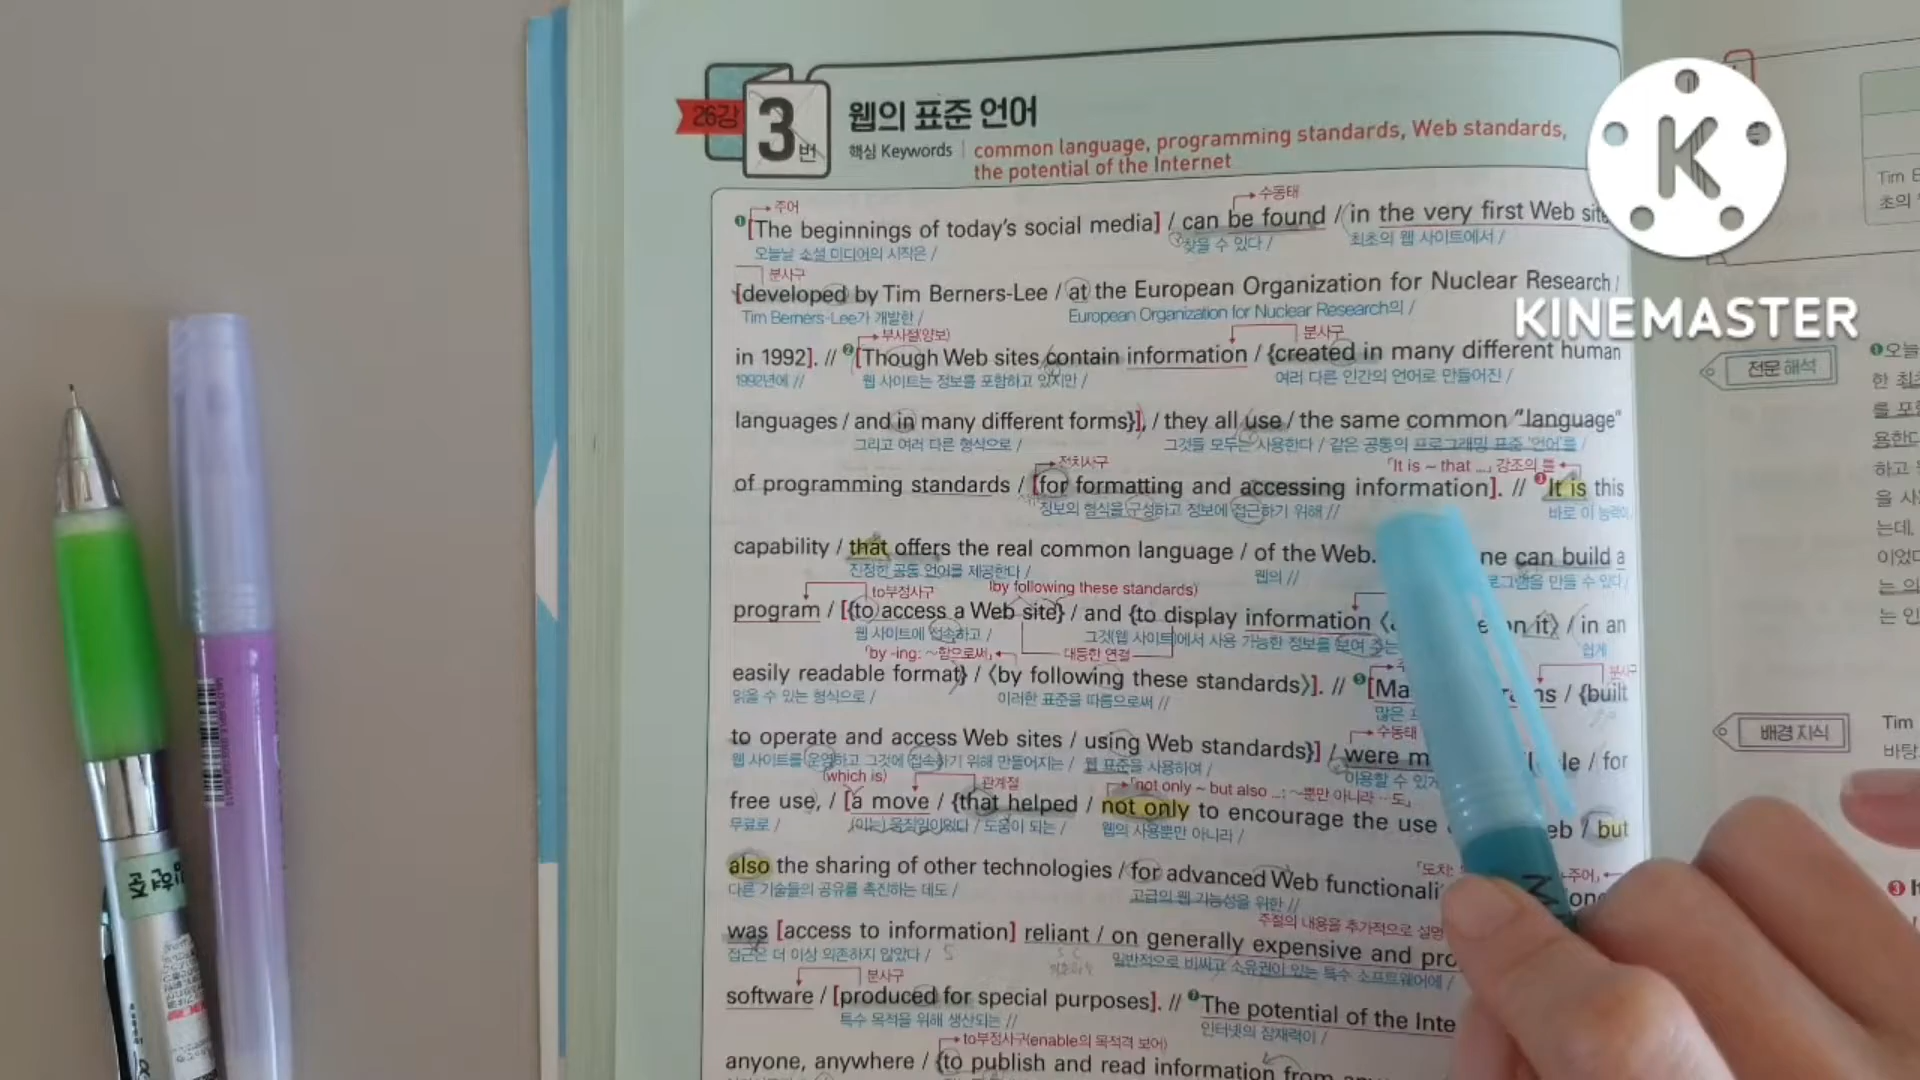 26강
3번
웹의 표준 언어
핵심 Keywords | common language, programming standards, Web standards,
the potential of the Internet
KINEMASTER
주어
수동태
❶[The beginnings of today's social media] / can be found / in the very first Web
오늘날 소셜 미디어의 시작은 / 찾을 수 있다 / 최초의 웹 사이트에서 /
분사구
[developed by Tim Berners-Lee / at the European Organization for Nuclear Research /
Tim Berners-Lee가 개발한 / European Organization for Nuclear Research의 /
부사절(양보)
분사구
in 1992]. // ❷[Though Web sites contain information / {created in many different human
1992년에 // 웹 사이트는 정보를 포함하고 있지만 / 여러 다른 인간의 언어로 만들어진 /
languages / and in many different forms}], / they all use / the same common "language"
그리고 여러 다른 형식으로 / 그것들 모두는 사용한다 / 같은 공통의 프로그래밍 표준 '언어'를 /
전치사구
「It is ~ that ...」 강조의 틀
of programming standards / [for formatting and accessing information]. // ❸It is this
정보의 형식을 구성하고 정보에 접근하기 위해 // 바로 이 능력이
capability / that offers the real common language / of the Web. ne can build a
진정한 공통 언어를 제공한다 / 웹의 // 만들 수 있다 /
to부정사구
(by following these standards)
program / [{to access a Web site} / and {to display information on it〉 / in an
웹 사이트에 접속하고 / 그것(웹 사이트)에서 사용 가능한 정보를 보여 주는 쉽게
「by -ing: ~함으로써」
대등한 연결
easily readable format} / 〈by following these standards〉]. // ❺[Ma ns / {built
읽을 수 있는 형식으로 / 이러한 표준을 따름으로써 // 많은
수동태
to operate and access Web sites / using Web standards}] / were m le / for
웹 사이트를 운영하고 그것에 접속하기 위해 만들어지는 / 웹 표준을 사용하여 / 이용할 수 있게
(which is)
관계절
「not only ~ but also ...: ~뿐만 아니라 …도」
free use, / [a move / {that helped / not only to encourage the use eb / but
무료로 / (이는) 움직임이었다 / 도움이 되는 / 웹의 사용뿐만 아니라 /
also the sharing of other technologies / for advanced Web functionali
다른 기술들의 공유를 촉진하는 데도 / 고급의 웹 기능성을 위한 //
주어
주절의 내용을 추가적으로 설명
was [access to information] reliant / on generally expensive and pro
접근은 더 이상 의존하지 않았다 / 일반적으로 비싸고 소유권이 있는 특수 소프트웨어에 /
분사구
software / [produced for special purposes]. // ❼The potential of the Inte
특수 목적을 위해 생산되는 // 인터넷의 잠재력이 /
to부정사구(enable의 목적격 보어)
anyone, anywhere / {to publish and read information from
전문 해석
배경 지식
Tim
바탕